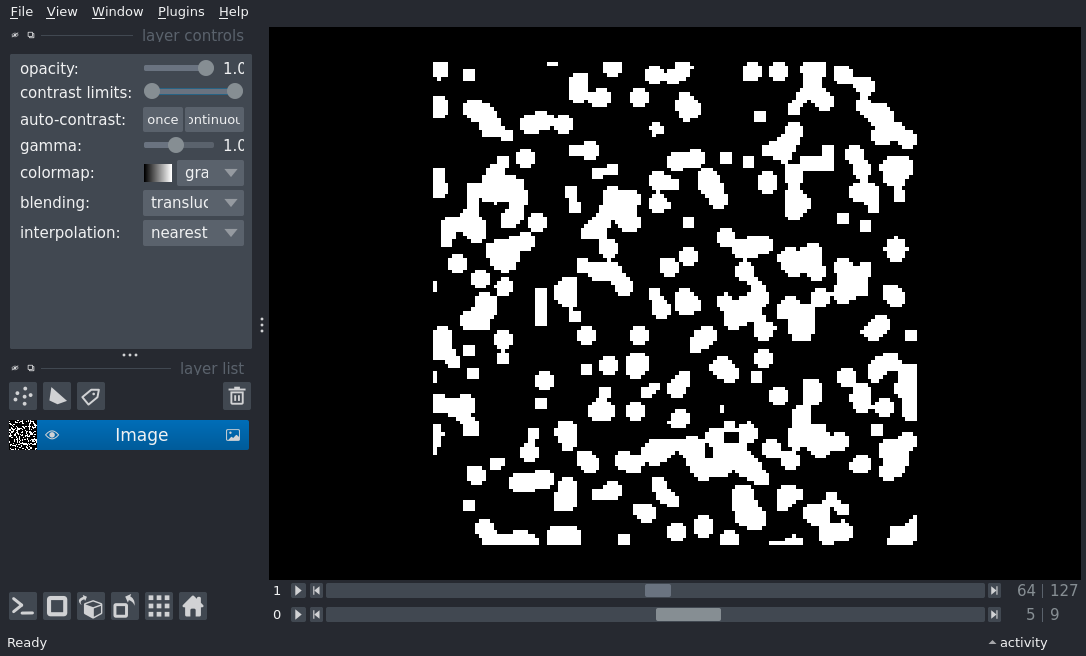 File View Window Plugins Help
layer controls
opacity: 1.0
contrast limits:
auto-contrast: once ontinuou
gamma: 1.0
colormap: gra
blending: transluc
interpolation: nearest
layer list
Image
1 64 | 127
0 5 | 9
Ready activity